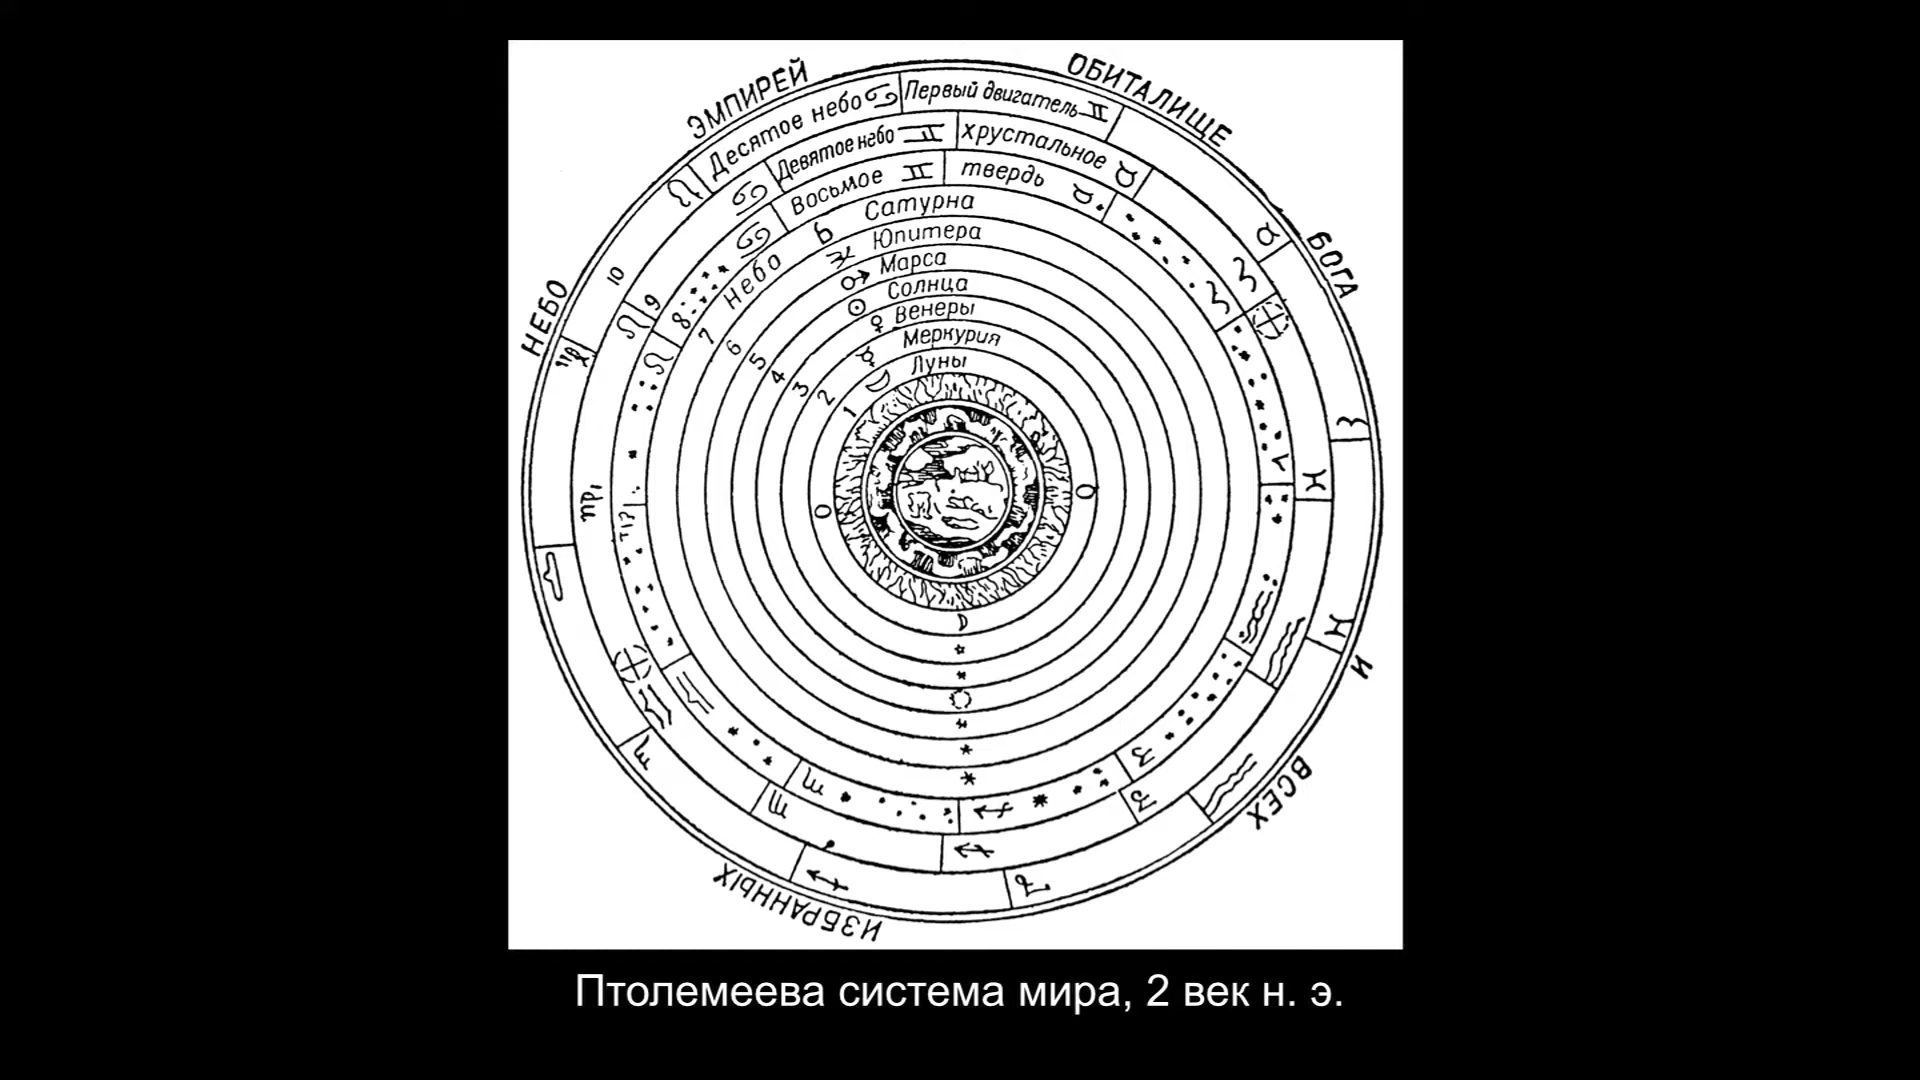 НЕБО ЭМПИРЕЙ ОБИТАЛИЩЕ БОГА И ВСЕХ ИЗБРАННЫХ
Десятое небо Первый двигатель
Девятое небо хрустальное
Восьмое твердь
Небо Сатурна
Юпитера
Марса
Солнца
Венеры
Меркурия
Луны
10
9
8
7
6
5
4
3
2
1
Птолемеева система мира, 2 век н. э.